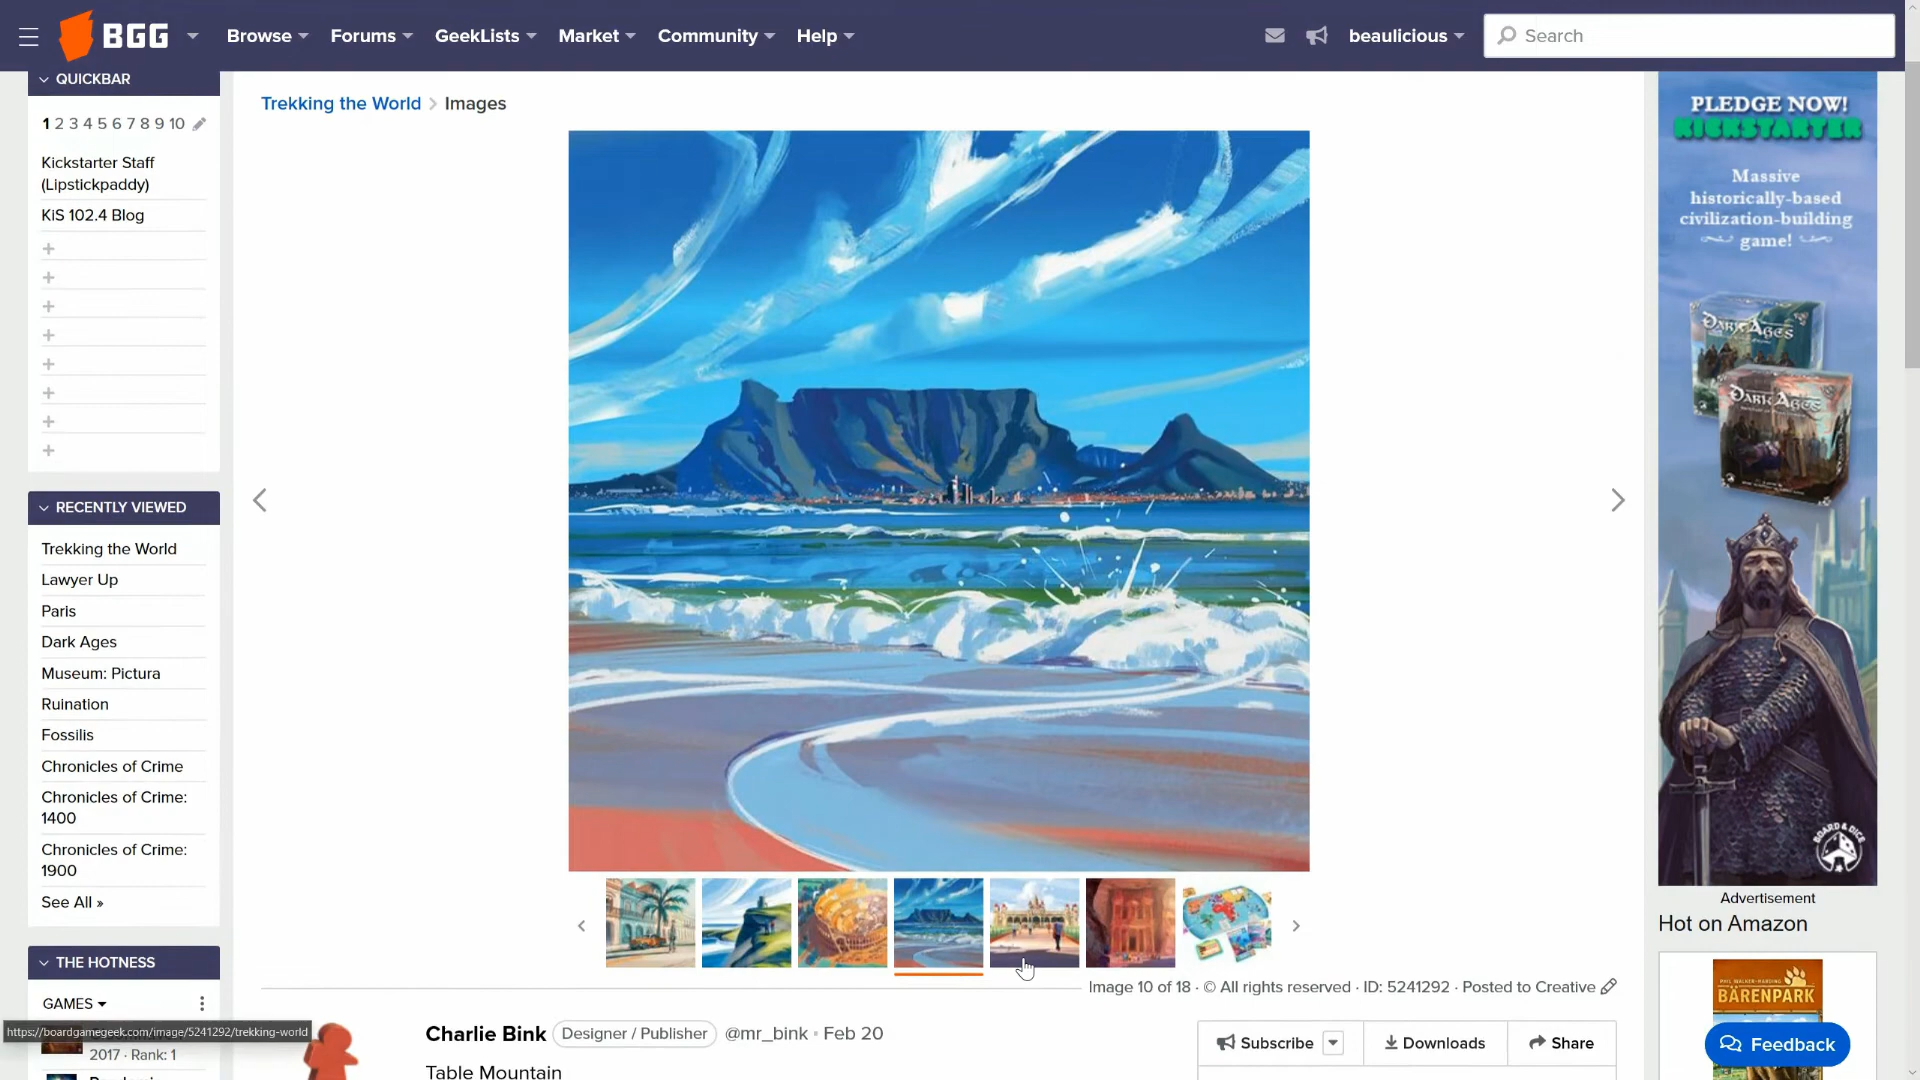 BGG
Browse
Forums
GeekLists
Market
Community
Help
beaulicious
Search
QUICKBAR
1 2 3 4 5 6 7 8 9 10
Kickstarter Staff
(Lipstickpaddy)
KiS 102.4 Blog
RECENTLY VIEWED
Trekking the World
Lawyer Up
Paris
Dark Ages
Museum: Pictura
Ruination
Fossilis
Chronicles of Crime
Chronicles of Crime:
1400
Chronicles of Crime:
1900
See All »
THE HOTNESS
GAMES
https://boardgamegeek.com/image/5241292/trekking-world
2017 · Rank: 1
Trekking the World > Images
Image 10 of 18 · © All rights reserved · ID: 5241292 · Posted to Creative
Charlie Bink Designer / Publisher @mr_bink · Feb 20
Table Mountain
Subscribe
Downloads
Share
PLEDGE NOW!
KICKSTARTER
Massive
historically-based
civilization-building
game!
DARK AGES
DARK AGES
BOARD & DICE
Advertisement
Hot on Amazon
BÄRENPARK
Feedback